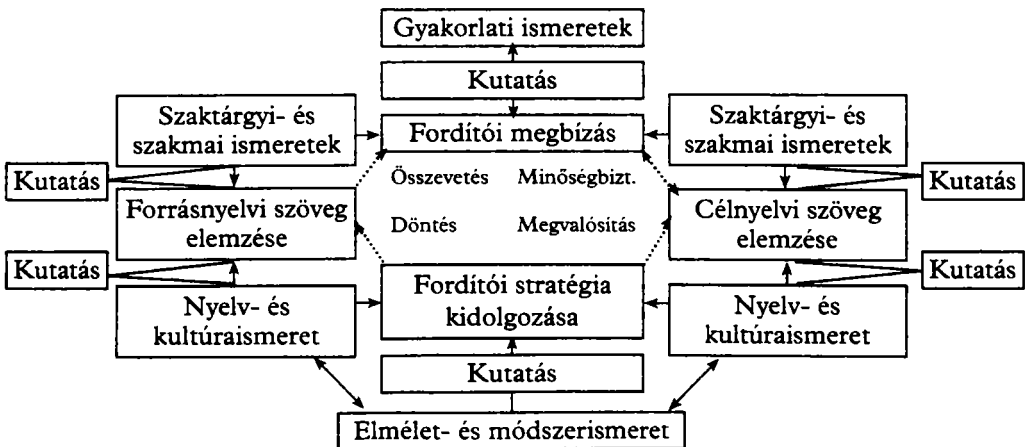 Gyakorlati ismeretek
Kutatás
Szaktárgyi- és
szakmai ismeretek
Fordítói megbízás
Szaktárgyi- és
szakmai ismeretek
Kutatás
Összevetés
Minőségbizt.
Kutatás
Forrásnyelvi szöveg
elemzése
Döntés
Megvalósítás
Célnyelvi szöveg
elemzése
Kutatás
Fordítói stratégia
kidolgozása
Kutatás
Nyelv- és
kultúraismeret
Nyelv- és
kultúraismeret
Kutatás
Elmélet- és módszerismeret